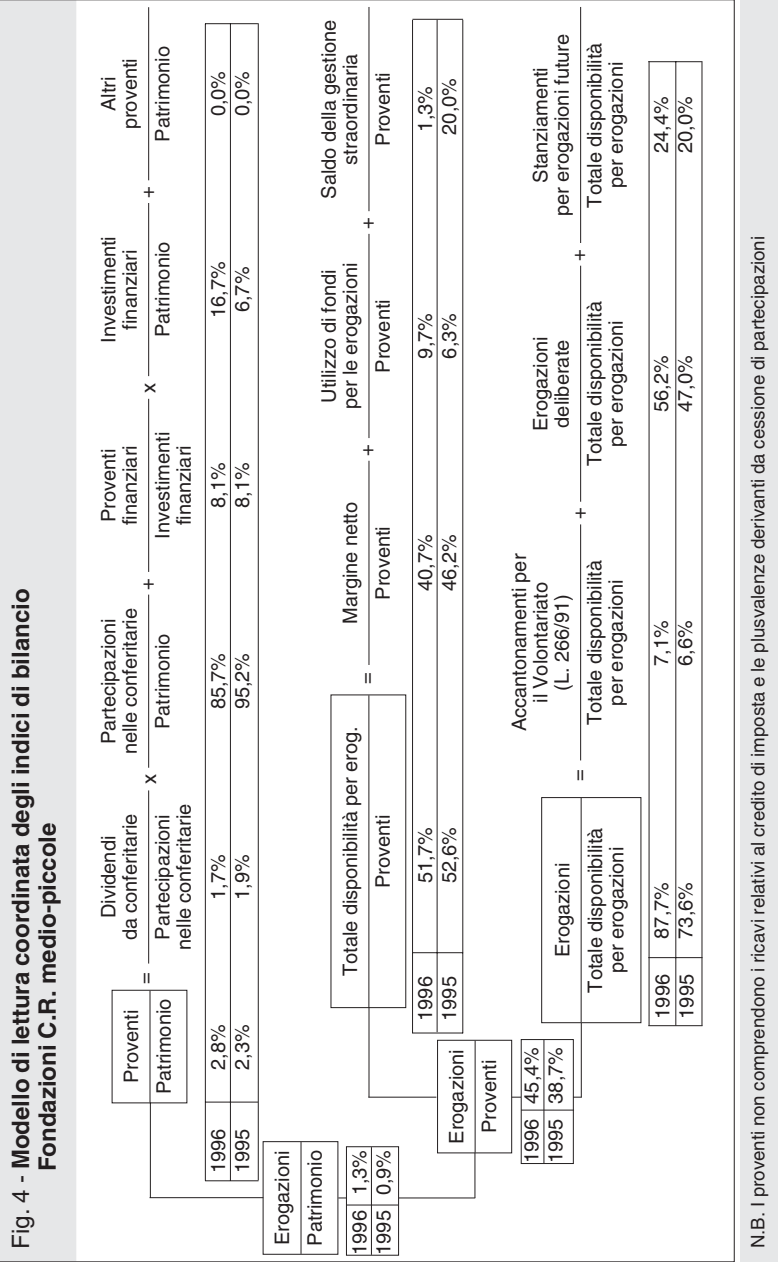 Fig. 4 - Modello di lettura coordinata degli indici di bilancio
Fondazioni C.R. medio-piccole
Proventi
Patrimonio
=
Dividendi
da conferitarie
Partecipazioni
nelle conferitarie
x
Partecipazioni
nelle conferitarie
Patrimonio
+
Proventi
finanziari
Investimenti
finanziari
x
Investimenti
finanziari
Patrimonio
+
Altri
proventi
Patrimonio
1996 2,8% 1,7% 85,7% 8,1% 16,7% 0,0%
1995 2,3% 1,9% 95,2% 8,1% 6,7% 0,0%
Erogazioni
Patrimonio
1996 1,3%
1995 0,9%
Totale disponibilità per erog.
Proventi
=
Margine netto
Proventi
+
Utilizzo di fondi
per le erogazioni
Proventi
+
Saldo della gestione
straordinaria
Proventi
1996 51,7% 40,7% 9,7% 1,3%
1995 52,6% 46,2% 6,3% 20,0%
Erogazioni
Proventi
1996 45,4%
1995 38,7%
Erogazioni
Totale disponibilità
per erogazioni
=
Accantonamenti per
il Volontariato
(L. 266/91)
Totale disponibilità
per erogazioni
+
Erogazioni
deliberate
Totale disponibilità
per erogazioni
+
Stanziamenti
per erogazioni future
Totale disponibilità
per erogazioni
1996 87,7% 7,1% 56,2% 24,4%
1995 73,6% 6,6% 47,0% 20,0%
N.B. I proventi non comprendono i ricavi relativi al credito di imposta e le plusvalenze derivanti da cessione di partecipazioni